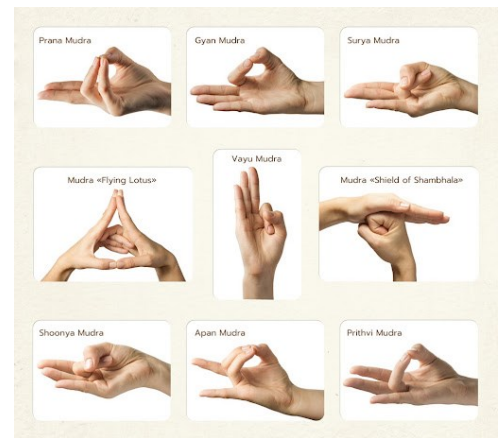 Prana Mudra
Gyan Mudra
Surya Mudra
Mudra «Flying Lotus»
Vayu Mudra
Mudra «Shield of Shambhala»
Shoonya Mudra
Apan Mudra
Prithvi Mudra